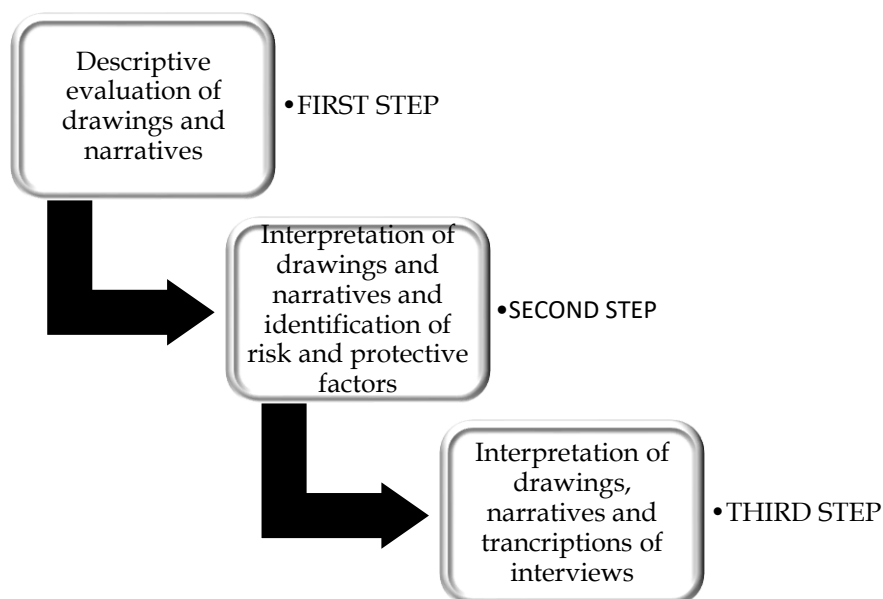 Descriptive
evaluation of
drawings and
narratives
•FIRST STEP
Interpretation of
drawings and
narratives and
identification of
risk and protective
factors
•SECOND STEP
Interpretation of
drawings,
narratives and
trancriptions of
interviews
•THIRD STEP